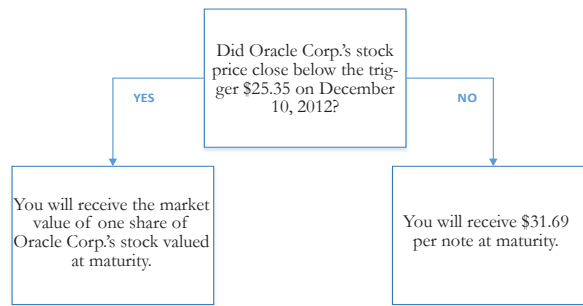 Did Oracle Corp.'s stock
price close below the trig-
ger $25.35 on December
10, 2012?
YES
NO
You will receive the market
value of one share of
Oracle Corp.'s stock valued
at maturity.
You will receive $31.69
per note at maturity.